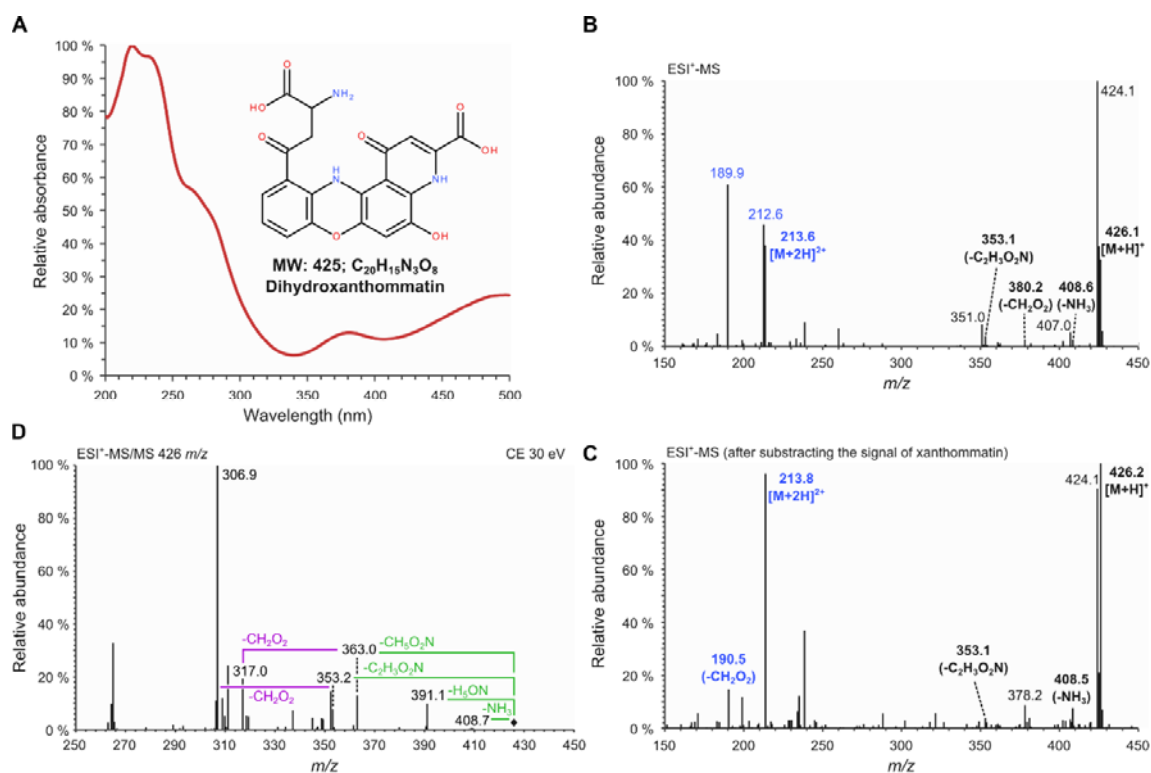 A
Relative absorbance
100 %
90 %
80 %
70 %
60 %
50 %
40 %
30 %
20 %
10 %
0 %
200
250
300
350
400
450
500
Wavelength (nm)
O
HO
NH₂
O
O
O
OH
H
N
NH
O
OH
MW: 425; C₂₀H₁₅N₃O₈
Dihydroxanthommatin
B
ESI⁺-MS
Relative abundance
100 %
80 %
60 %
40 %
20 %
0 %
189.9
212.6
213.6
[M+2H]²⁺
353.1
(-C₂H₃O₂N)
351.0
380.2
(-CH₂O₂)
408.6
(-NH₃)
407.0
424.1
426.1
[M+H]⁺
150
200
250
300
350
400
450
m/z
D
ESI⁺-MS/MS 426 m/z
CE 30 eV
Relative abundance
100 %
80 %
60 %
40 %
20 %
0 %
306.9
-CH₂O₂
317.0
-CH₂O₂
363.0
353.2
-CH₅O₂N
-C₂H₃O₂N
391.1
-H₅ON
-NH₃
408.7
250
270
290
310
330
350
370
390
410
430
450
m/z
C
ESI⁺-MS (after substracting the signal of xanthommatin)
Relative abundance
100 %
80 %
60 %
40 %
20 %
0 %
213.8
[M+2H]²⁺
190.5
(-CH₂O₂)
353.1
(-C₂H₃O₂N)
378.2
408.5
(-NH₃)
424.1
426.2
[M+H]⁺
150
200
250
300
350
400
450
m/z